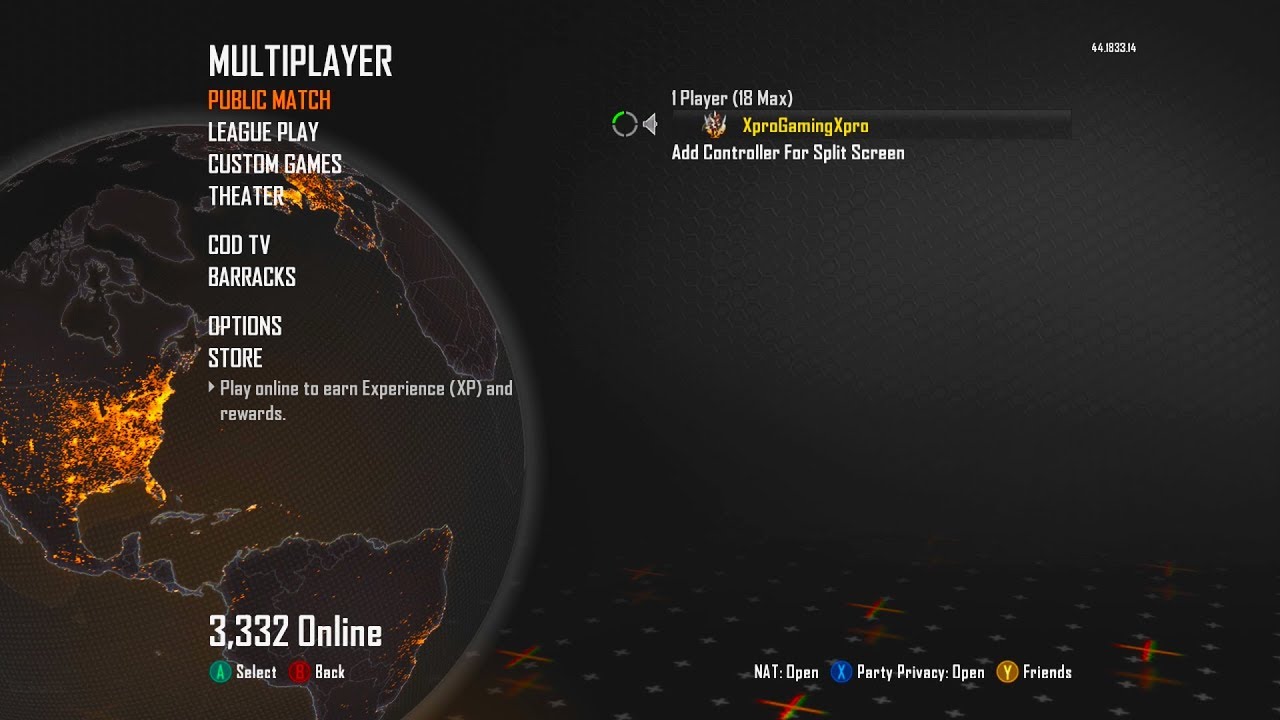 MULTIPLAYER
PUBLIC MATCH
LEAGUE PLAY
CUSTOM GAMES
THEATER
COD TV
BARRACKS
OPTIONS
STORE
Play online to earn Experience (XP) and
rewards.
3,332 Online
A Select B Back
44.1833.14
1 Player (18 Max)
XproGamingXpro
Add Controller For Split Screen
NAT: Open X Party Privacy: Open Y Friends